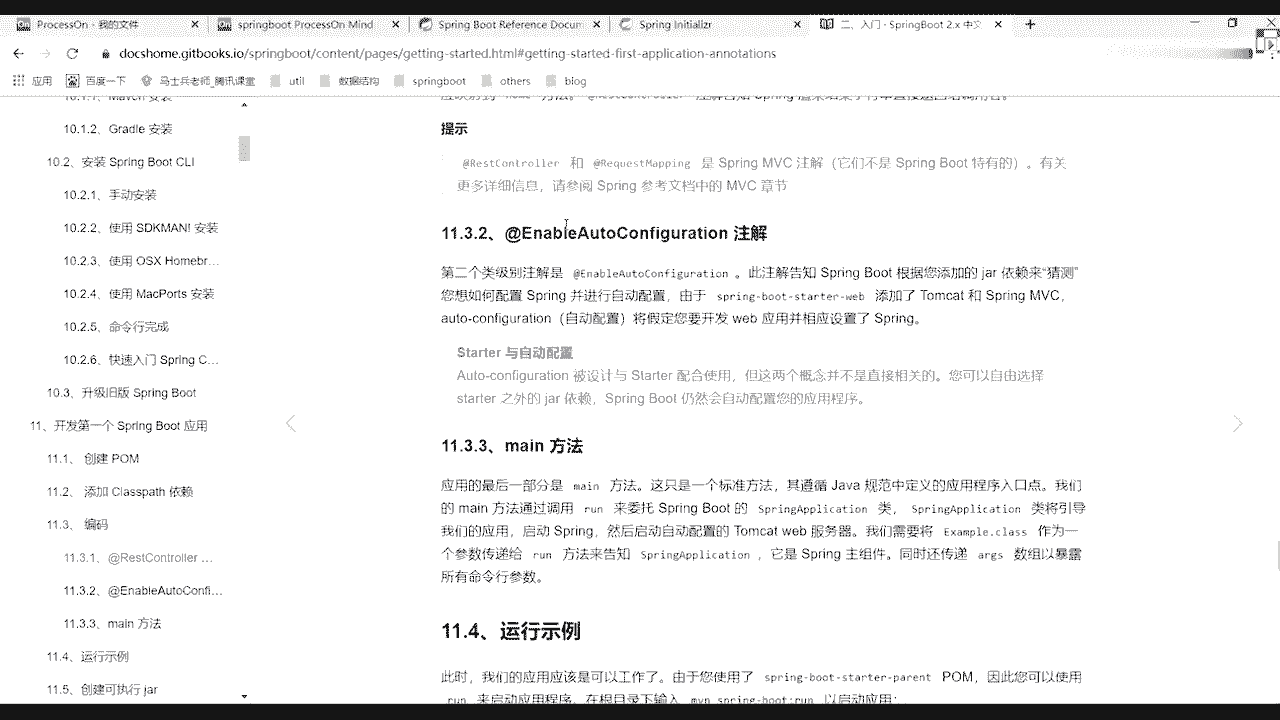 ProcessOn - 我的文件
springboot ProcessOn Mind
Spring Boot Reference Docum
Spring Initializr
二、入门 · SpringBoot 2.x 中文
docshome.gitbooks.io/springboot/content/pages/getting-started.html#getting-started-first-application-annotations
应用
百度一下
马士兵老师_腾讯课堂
util
数据结构
springboot
others
blog
10.1.1、Maven 安装
10.1.2、Gradle 安装
10.2、安装 Spring Boot CLI
10.2.1、手动安装
10.2.2、使用 SDKMAN! 安装
10.2.3、使用 OSX Homebr…
10.2.4、使用 MacPorts 安装
10.2.5、命令行完成
10.2.6、快速入门 Spring C…
10.3、升级旧版 Spring Boot
11、开发第一个 Spring Boot 应用
11.1、 创建 POM
11.2、 添加 Classpath 依赖
11.3、 编码
11.3.1、@RestController …
11.3.2、@EnableAutoConfi…
11.3.3、main 方法
11.4、运行示例
11.5、创建可执行 jar
提示
@RestController 和 @RequestMapping 是 Spring MVC 注解（它们不是 Spring Boot 特有的）。有关
更多详细信息，请参阅 Spring 参考文档中的 MVC 章节
11.3.2、@EnableAutoConfiguration 注解
第二个类级别注解是 @EnableAutoConfiguration 。此注解告知 Spring Boot 根据您添加的 jar 依赖来“猜测”
您想如何配置 Spring 并进行自动配置，由于 spring-boot-starter-web 添加了 Tomcat 和 Spring MVC，
auto-configuration（自动配置）将假定您要开发 web 应用并相应设置了 Spring。
Starter 与自动配置
Auto-configuration 被设计与 Starter 配合使用，但这两个概念并不是直接相关的。您可以自由选择
starter 之外的 jar 依赖，Spring Boot 仍然会自动配置您的应用程序。
11.3.3、main 方法
应用的最后一部分是 main 方法。这只是一个标准方法，其遵循 Java 规范中定义的应用程序入口点。我们
的 main 方法通过调用 run 来委托 Spring Boot 的 SpringApplication 类， SpringApplication 类将引导
我们的应用，启动 Spring，然后启动自动配置的 Tomcat web 服务器。我们需要将 Example.class 作为一
个参数传递给 run 方法来告知 SpringApplication ，它是 Spring 主组件。同时还传递 args 数组以暴露
所有命令行参数。
11.4、运行示例
此时，我们的应用应该是可以工作了。由于您使用了 spring-boot-starter-parent POM，因此您可以使用
run 来启动应用程序。在根目录下输入 mvn spring-boot:run 以启动应用：